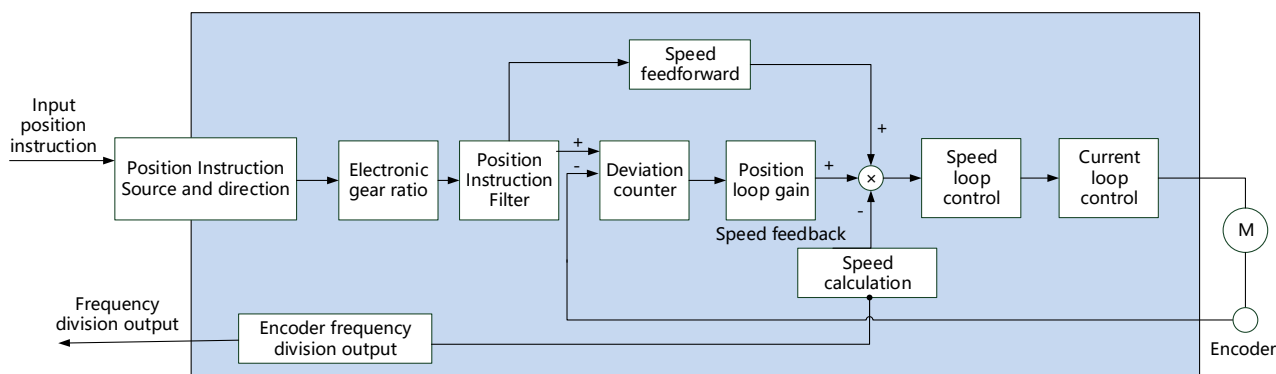 Speed
feedforward
Input
position
instruction
+
Position Instruction
Source and direction
Electronic
gear ratio
Position
Instruction
Filter
+
-
Deviation
counter
Position
loop gain
+
×
Speed
loop
control
Current
loop
control
-
M
Speed feedback
Speed
calculation
Frequency
division output
Encoder frequency
division output
Encoder